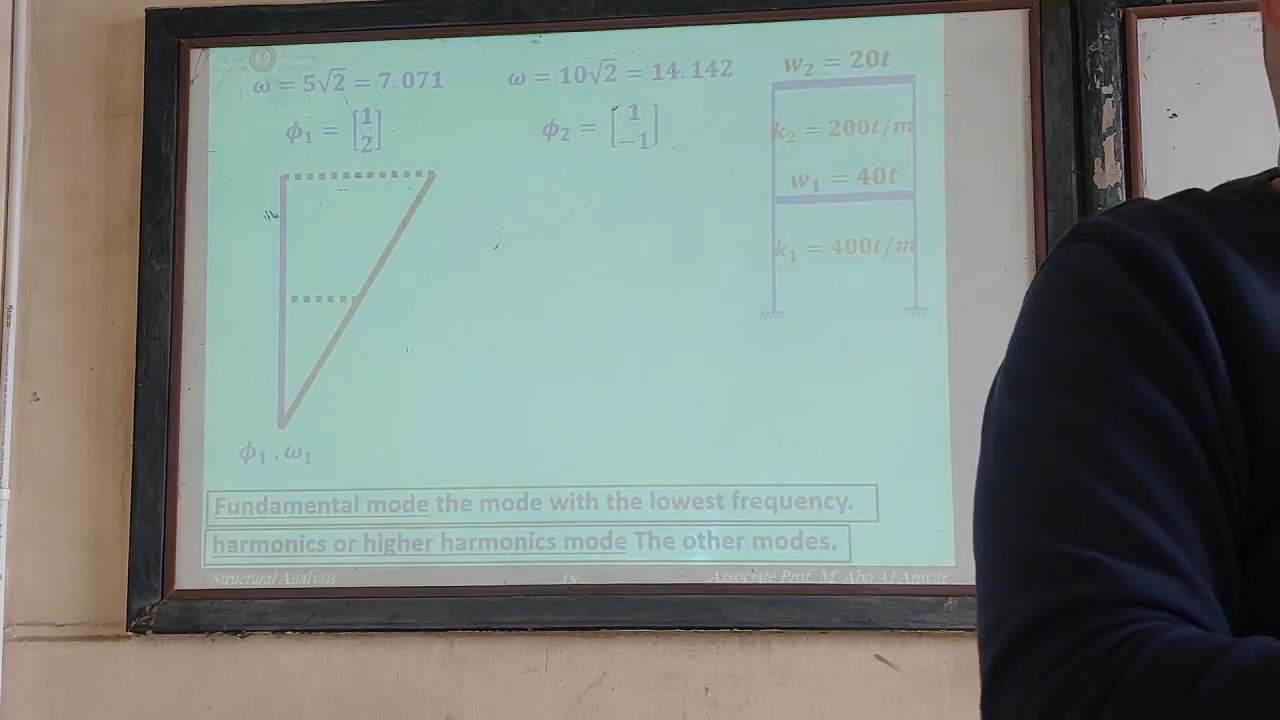 ω = 5√2 = 7.071
ϕ₁ = [1 2]
ω = 10√2 = 14.142
ϕ₂ = [1 −1]
w₂ = 20t
k₂ = 200t/m
w₁ = 40t
k₁ = 400t/m
ϕ₁ , ω₁
Fundamental mode the mode with the lowest frequency.
harmonics or higher harmonics mode The other modes.
Structural Analysis 18 Associate Prof. M. Abo Al Anwar